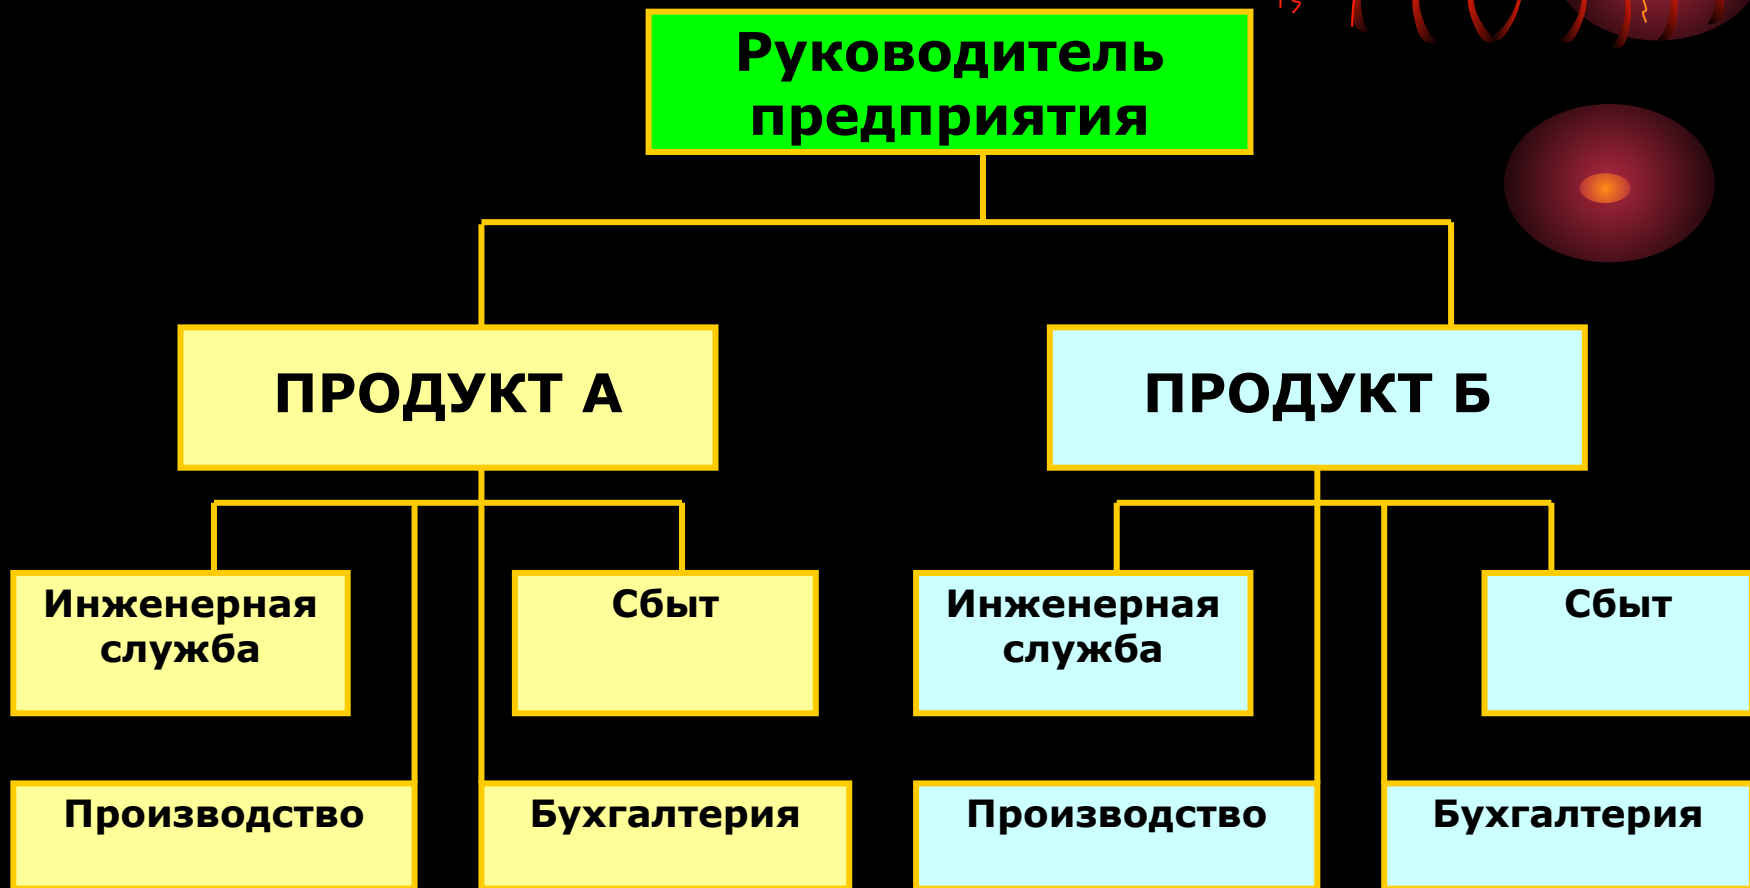 Руководитель
предприятия
ПРОДУКТ А
ПРОДУКТ Б
Инженерная
служба
Сбыт
Инженерная
служба
Сбыт
Производство
Бухгалтерия
Производство
Бухгалтерия